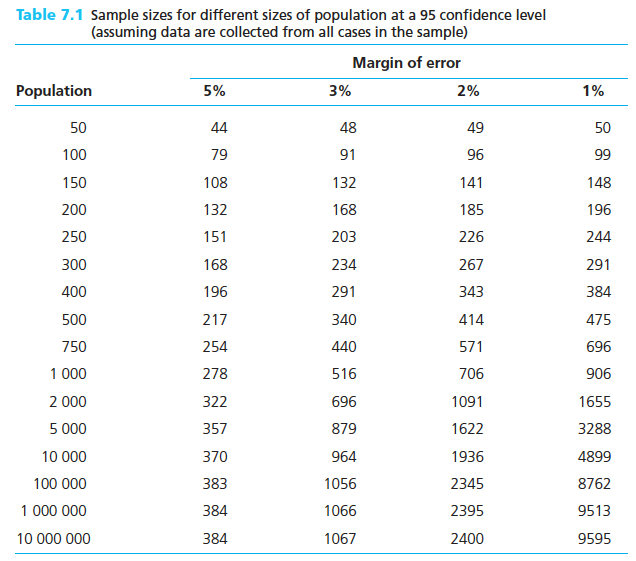 Table 7.1 Sample sizes for different sizes of population at a 95 confidence level
(assuming data are collected from all cases in the sample)
Margin of error
Population 5% 3% 2% 1%
50 44 48 49 50
100 79 91 96 99
150 108 132 141 148
200 132 168 185 196
250 151 203 226 244
300 168 234 267 291
400 196 291 343 384
500 217 340 414 475
750 254 440 571 696
1 000 278 516 706 906
2 000 322 696 1091 1655
5 000 357 879 1622 3288
10 000 370 964 1936 4899
100 000 383 1056 2345 8762
1 000 000 384 1066 2395 9513
10 000 000 384 1067 2400 9595